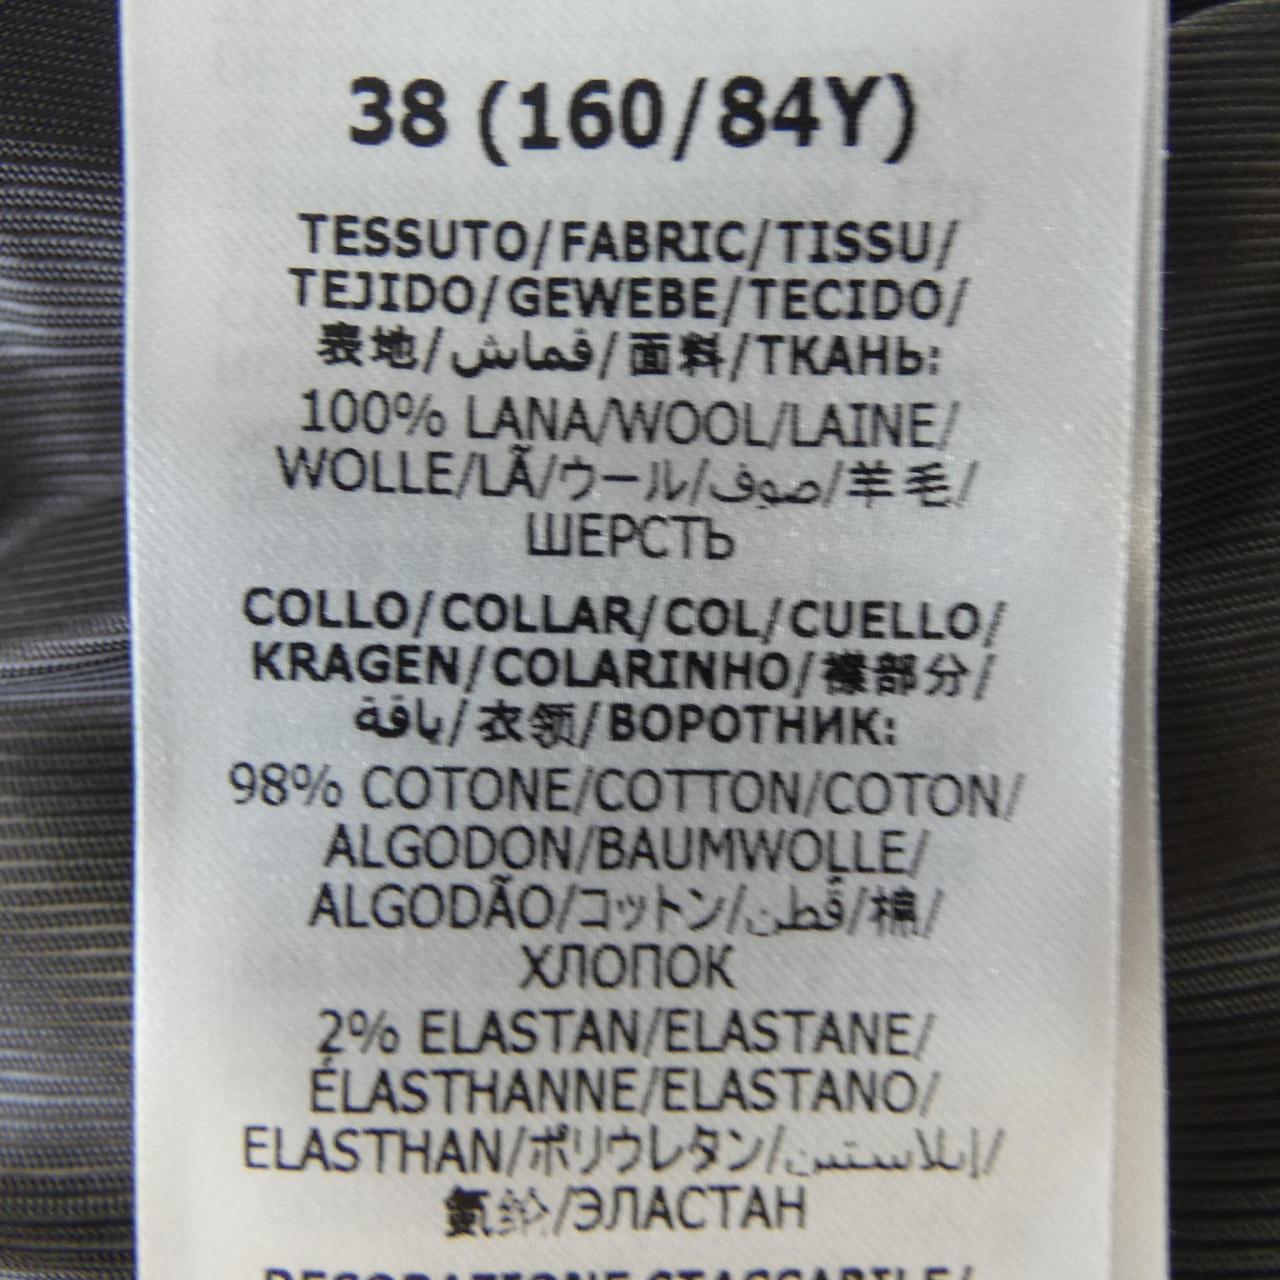 38 (160/84Y)
TESSUTO/FABRIC/TISSU/
TEJIDO/GEWEBE/TECIDO/
表地/قماش/面料/ТКАНЬ:
100% LANA/WOOL/LAINE/
WOLLE/LÃ/ウール/صوف/羊毛/
ШЕРСТЬ
COLLO/COLLAR/COL/CUELLO/
KRAGEN/COLARINHO/襟部分/
ياقة/衣领/ВОРОТНИК:
98% COTONE/COTTON/COTON/
ALGODON/BAUMWOLLE/
ALGODÃO/コットン/قطن/棉/
ХЛОПОК
2% ELASTAN/ELASTANE/
ÉLASTHANNE/ELASTANO/
ELASTHAN/ポリウレタン/إيلاستين/
氨纶/ЭЛАСТАН
DECORAZIONE STACCABILE/